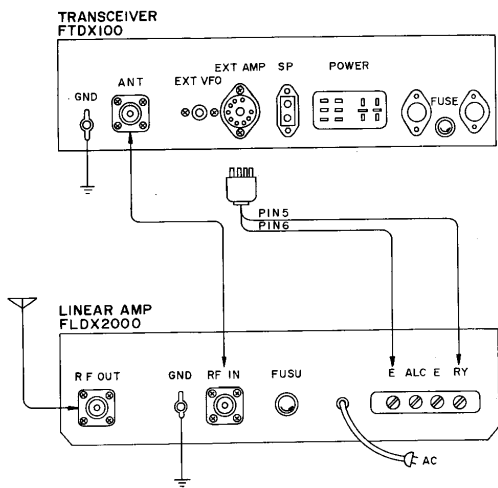 TRANSCEIVER
FTDX100
GND
ANT
EXT VFO
EXT AMP
SP
POWER
FUSE
PIN5
PIN6
LINEAR AMP
FLDX2000
RF OUT
GND
RF IN
FUSU
E ALC E RY
AC